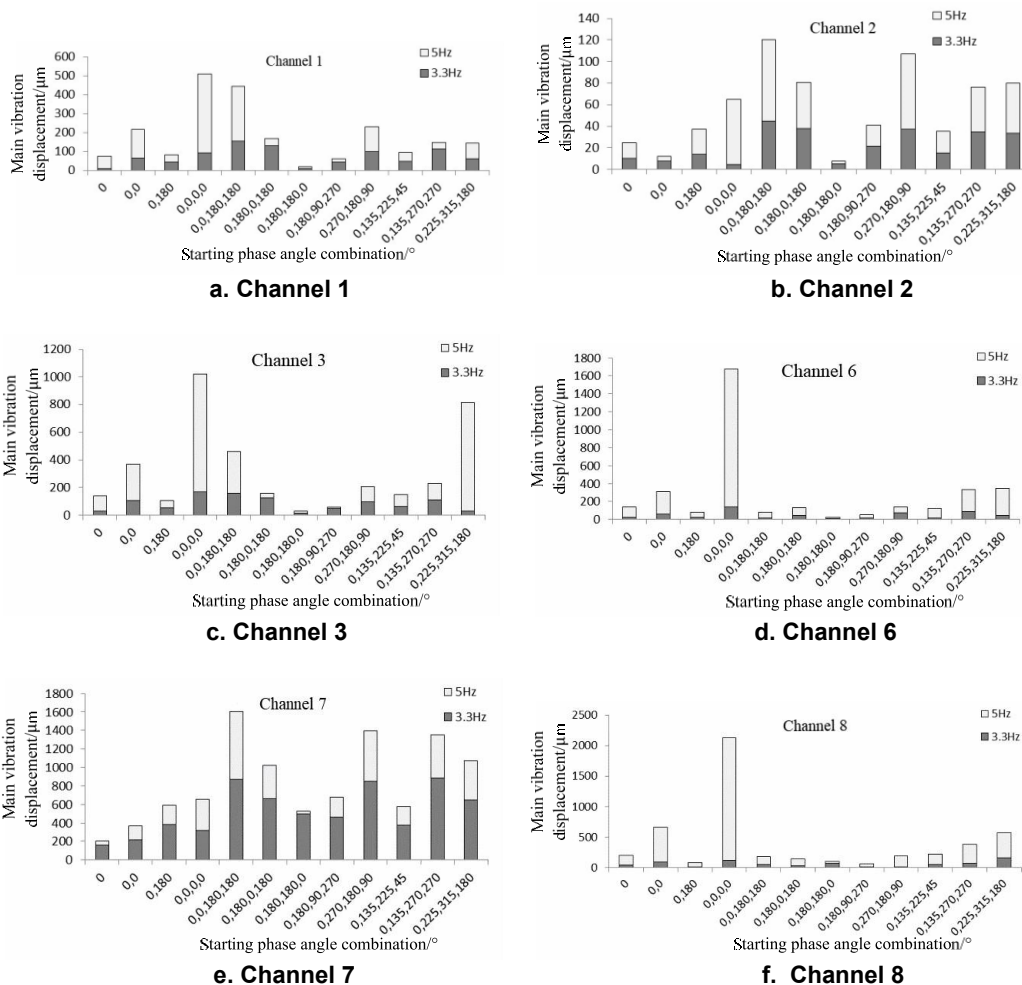 Channel 1
5Hz
3.3Hz
Main vibration
displacement/μm
600
500
400
300
200
100
0
0
0,0
0,180
0,0,0,0
0,0,180,180
0,180,0,180
0,180,180,0
0,180,90,270
0,270,180,90
0,135,225,45
0,135,270,270
0,225,315,180
Starting phase angle combination/°
a. Channel 1
Channel 2
5Hz
3.3Hz
Main vibration
displacement/μm
140
120
100
80
60
40
20
0
0
0,0
0,180
0,0,0,0
0,0,180,180
0,180,0,180
0,180,180,0
0,180,90,270
0,270,180,90
0,135,225,45
0,135,270,270
0,225,315,180
Starting phase angle combination/°
b. Channel 2
Channel 3
5Hz
3.3Hz
Main vibration
displacement/μm
1200
1000
800
600
400
200
0
0
0,0
0,180
0,0,0,0
0,0,180,180
0,180,0,180
0,180,180,0
0,180,90,270
0,270,180,90
0,135,225,45
0,135,270,270
0,225,315,180
Starting phase angle combination/°
c. Channel 3
Channel 6
5Hz
3.3Hz
Main vibration
displacement/μm
1800
1600
1400
1200
1000
800
600
400
200
0
0
0,0
0,180
0,0,0,0
0,0,180,180
0,180,0,180
0,180,180,0
0,180,90,270
0,270,180,90
0,135,225,45
0,135,270,270
0,225,315,180
Starting phase angle combination/°
d. Channel 6
Channel 7
5Hz
3.3Hz
Main vibration
displacement/μm
1800
1600
1400
1200
1000
800
600
400
200
0
0
0,0
0,180
0,0,0,0
0,0,180,180
0,180,0,180
0,180,180,0
0,180,90,270
0,270,180,90
0,135,225,45
0,135,270,270
0,225,315,180
Starting phase angle combination/°
e. Channel 7
Channel 8
5Hz
3.3Hz
Main vibration
displacement/μm
2500
2000
1500
1000
500
0
0
0,0
0,180
0,0,0,0
0,0,180,180
0,180,0,180
0,180,180,0
0,180,90,270
0,270,180,90
0,135,225,45
0,135,270,270
0,225,315,180
Starting phase angle combination/°
f. Channel 8